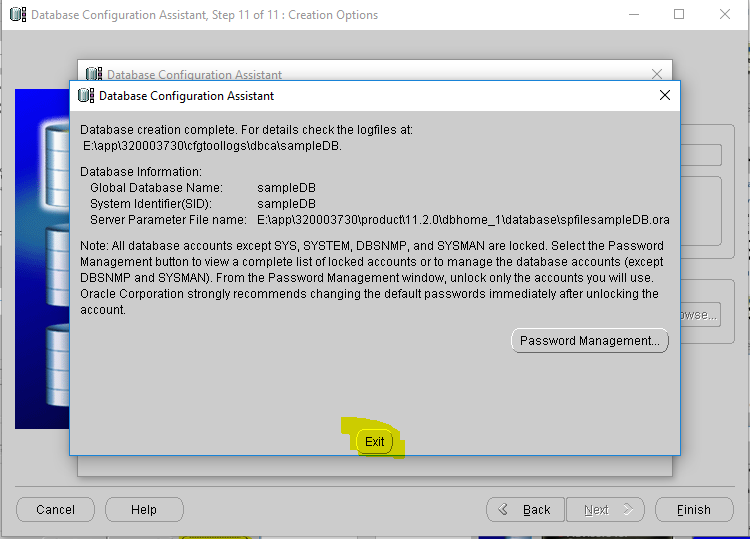 Database Configuration Assistant, Step 11 of 11 : Creation Options
Database Configuration Assistant
Database Configuration Assistant
Database creation complete. For details check the logfiles at:
E:\app\320003730\cfgtoollogs\dbca\sampleDB.
Database Information:
Global Database Name: sampleDB
System Identifier(SID): sampleDB
Server Parameter File name: E:\app\320003730\product\11.2.0\dbhome_1\database\spfilesampleDB.ora
Note: All database accounts except SYS, SYSTEM, DBSNMP, and SYSMAN are locked. Select the Password
Management button to view a complete list of locked accounts or to manage the database accounts (except
DBSNMP and SYSMAN). From the Password Management window, unlock only the accounts you will use.
Oracle Corporation strongly recommends changing the default passwords immediately after unlocking the
account.
Password Management...
Exit
Cancel Help Back Next Finish